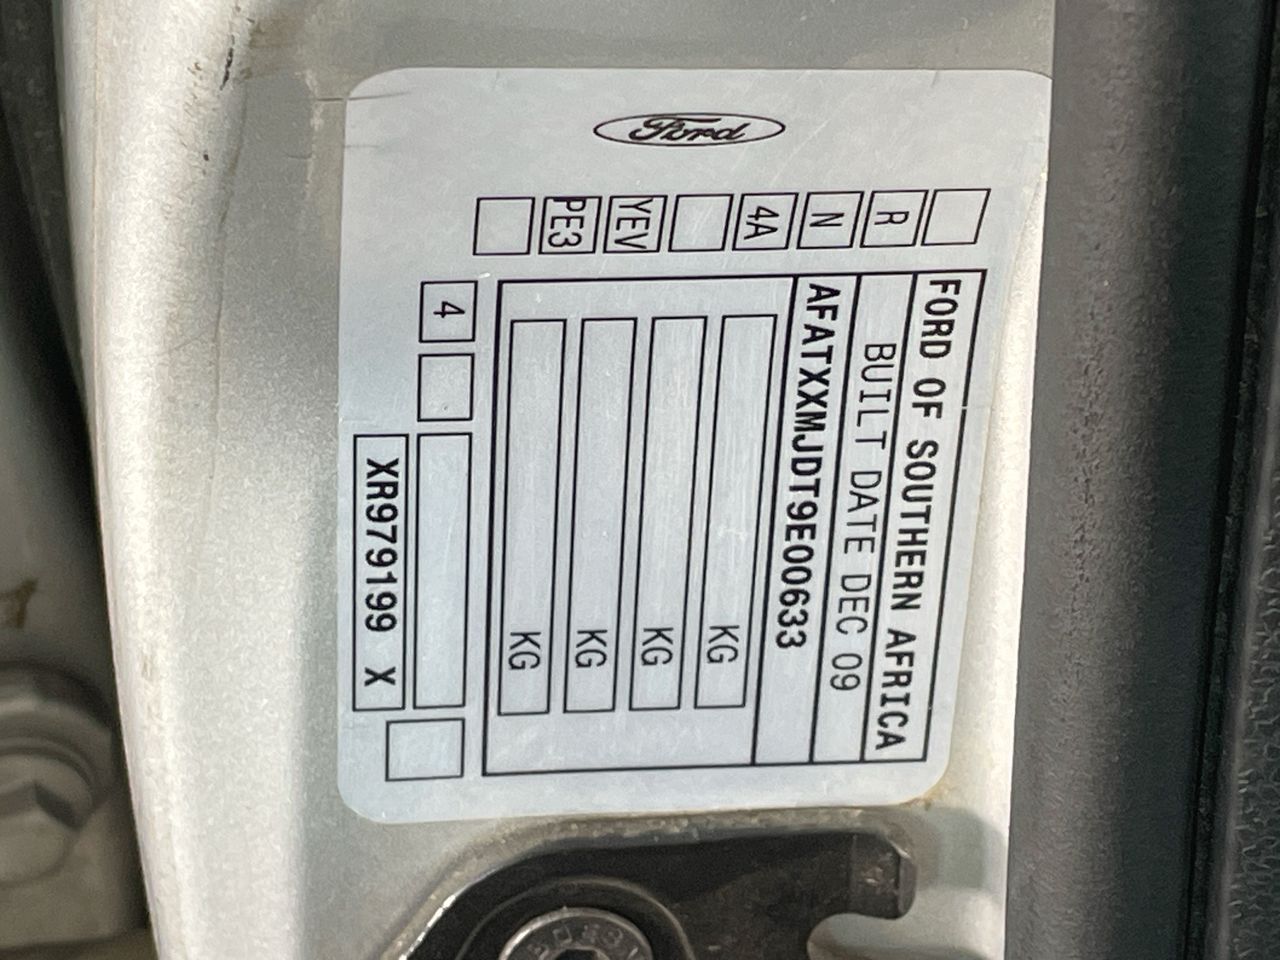 Ford
R
N
4A
YEV
PE3
FORD OF SOUTHERN AFRICA
BUILT DATE DEC 09
AFATXXMJDT9E00633
KG
KG
KG
KG
4
XR979199 X